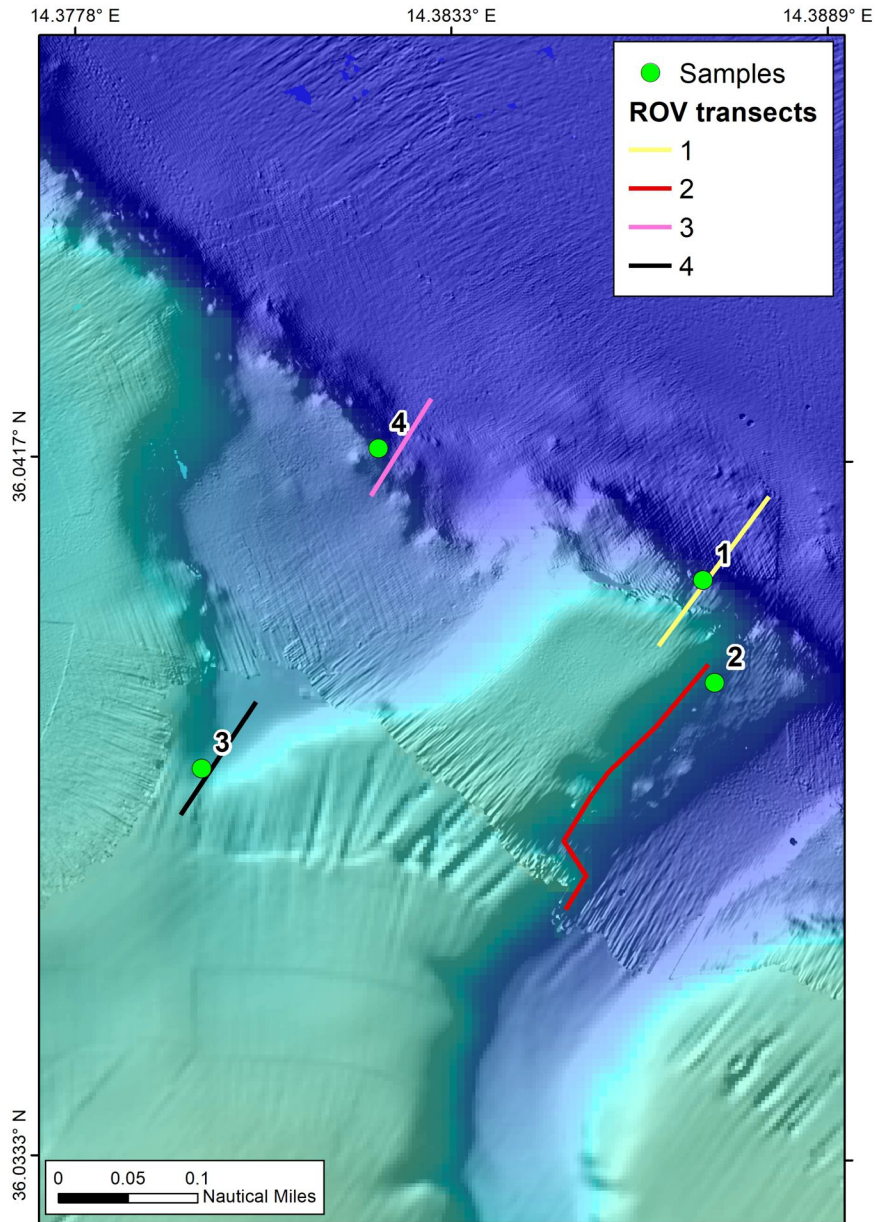 14.3778° E
14.3833° E
14.3889° E
Samples
ROV transects
1
2
3
4
36.0417° N
4
1
2
3
36.0333° N
0
0.05
0.1
Nautical Miles